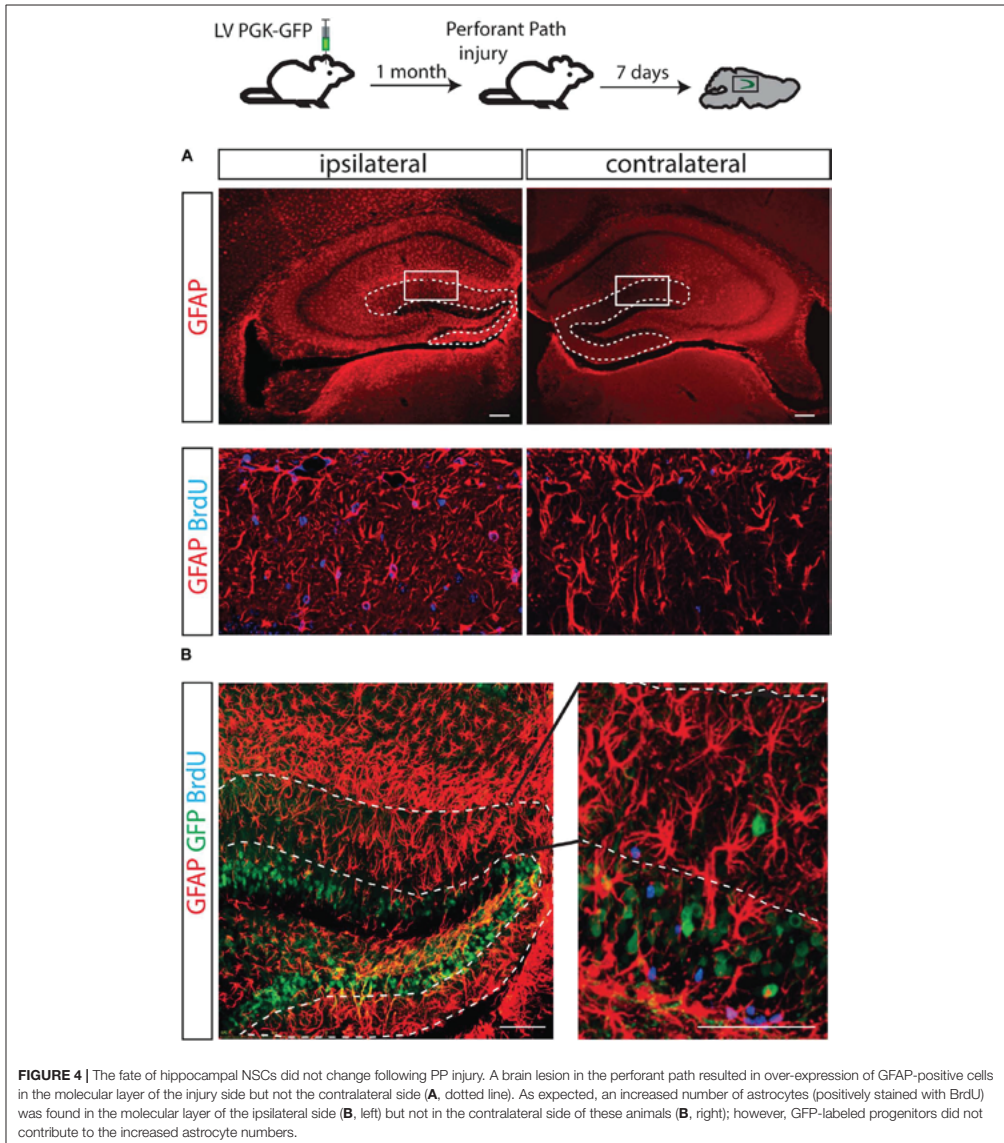 LV PGK-GFP
1 month
Perforant Path
injury
7 days
A
ipsilateral
contralateral
GFAP
GFAP BrdU
B
GFAP GFP BrdU
FIGURE 4 | The fate of hippocampal NSCs did not change following PP injury. A brain lesion in the perforant path resulted in over-expression of GFAP-positive cells
in the molecular layer of the injury side but not the contralateral side (A, dotted line). As expected, an increased number of astrocytes (positively stained with BrdU)
was found in the molecular layer of the ipsilateral side (B, left) but not in the contralateral side of these animals (B, right); however, GFP-labeled progenitors did not
contribute to the increased astrocyte numbers.